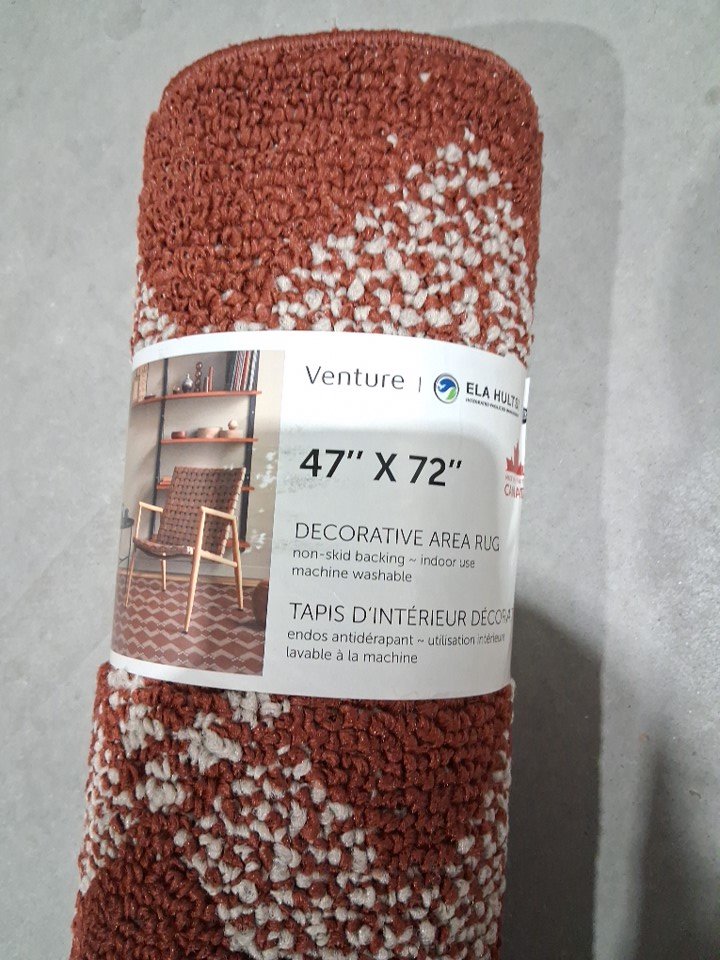 Venture | ELA HULTS
47" X 72"
DECORATIVE AREA RUG
non-skid backing ~ indoor use
machine washable
TAPIS D'INTÉRIEUR DÉCORAT
endos antidérapant ~ utilisation intérieure
lavable à la machine